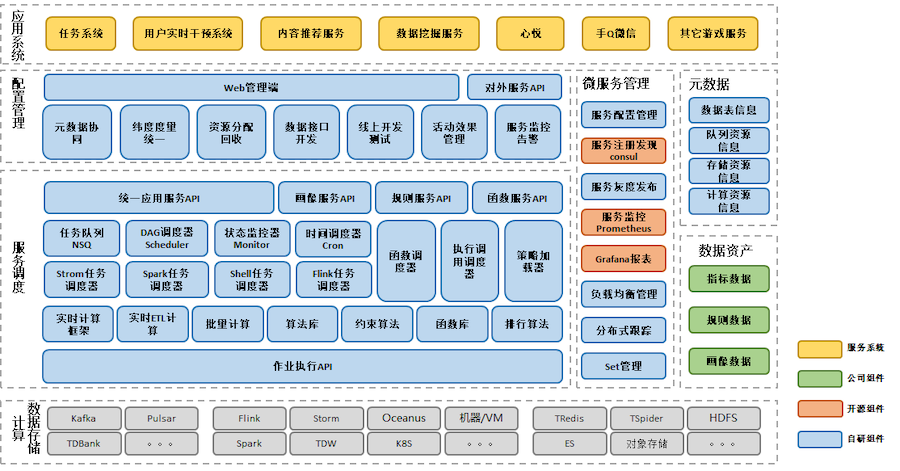 应用系统
任务系统
用户实时干预系统
内容推荐服务
数据挖掘服务
心悦
手Q微信
其它游戏服务
配置管理
Web管理端
对外服务API
元数据协
同
纬度度量
统一
资源分配
回收
数据接口
开发
线上开发
测试
活动效果
管理
服务监控
告警
服务调度
统一应用服务API
画像服务API
规则服务API
函数服务API
任务队列
NSQ
DAG调度器
Scheduler
状态监控器
Monitor
时间调度器
Cron
函数调
度器
执行调
用调度
器
策略加
载器
Strom任务
调度器
Spark任务
调度器
Shell任务
调度器
Flink任务
调度器
实时计算
框架
实时ETL计
算
批量计算
算法库
约束算法
函数库
排行算法
作业执行API
微服务管理
服务配置管理
服务注册发现
consul
服务灰度发布
服务监控
Prometheus
Grafana报表
负载均衡管理
分布式跟踪
Set管理
元数据
数据表信息
队列资源
信息
存储资源
信息
计算资源
信息
数据资产
指标数据
规则数据
画像数据
服务系统
公司组件
开源组件
自研组件
数据存储
计算
Kafka
Pulsar
Flink
Storm
Oceanus
机器/VM
TRedis
TSpider
HDFS
TDBank
。。。
Spark
TDW
K8S
。。。
ES
对象存储
。。。